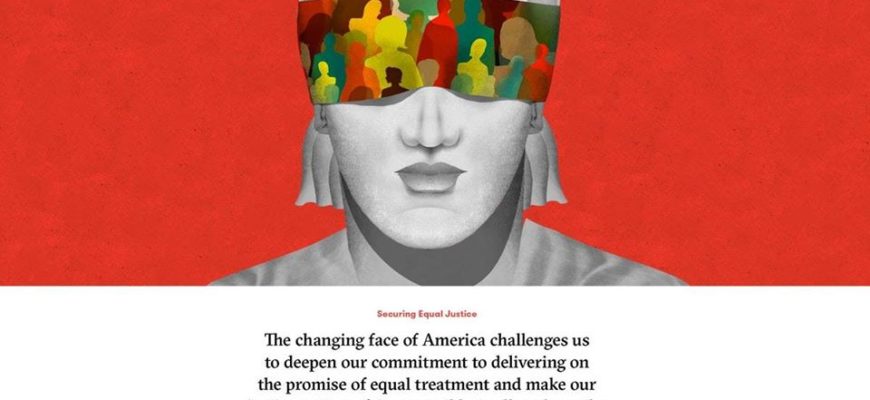 Securing Equal Justice
The changing face of America challenges us
to deepen our commitment to delivering on
the promise of equal treatment and make our